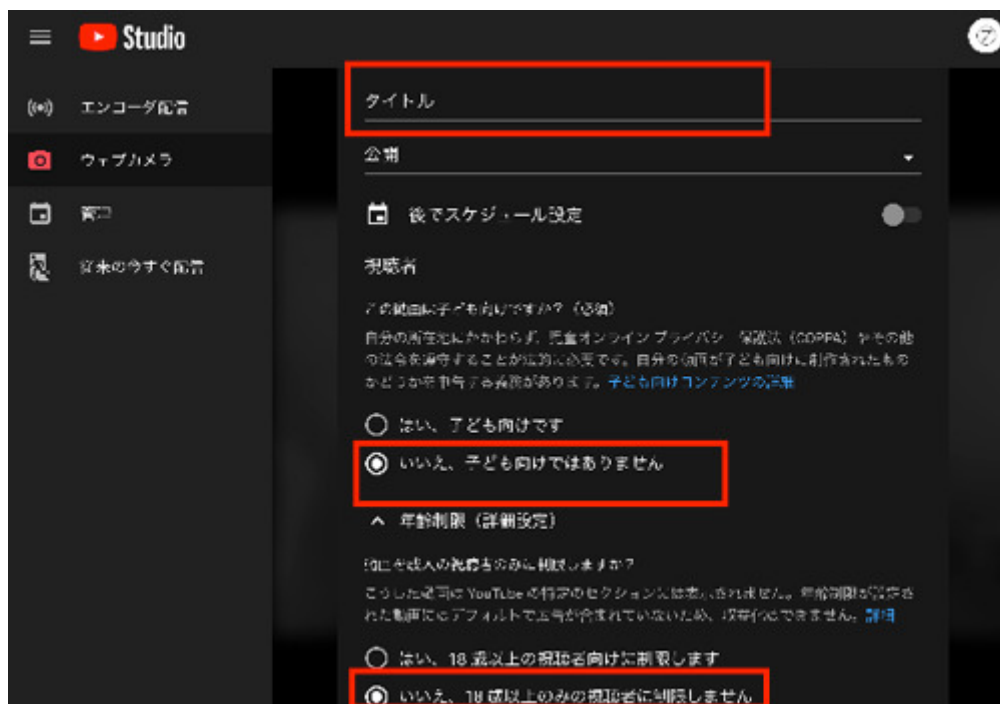 Studio
エンコーダ配信
ウェブカメラ
管理
従来の今すぐ配信
タイトル
公開
後でスケジュール設定
視聴者
この動画は子ども向けですか？（必須）
自分の所在地にかかわらず、児童オンライン プライバシー保護法（COPPA）やその他
の法令を遵守することが法的に必要です。自分の動画が子ども向けに制作されたもの
かどうかを申告する義務があります。子ども向けコンテンツの詳細
はい、子ども向けです
いいえ、子ども向けではありません
年齢制限（詳細設定）
動画を成人の視聴者のみに制限しますか？
こうした動画は YouTube の特定のセクションには表示されません。年齢制限が設定さ
れた動画にはデフォルトで広告が含まれていないため、収益化はできません。詳細
はい、18 歳以上の視聴者向けに制限します
いいえ、18 歳以上のみの視聴者に制限しません